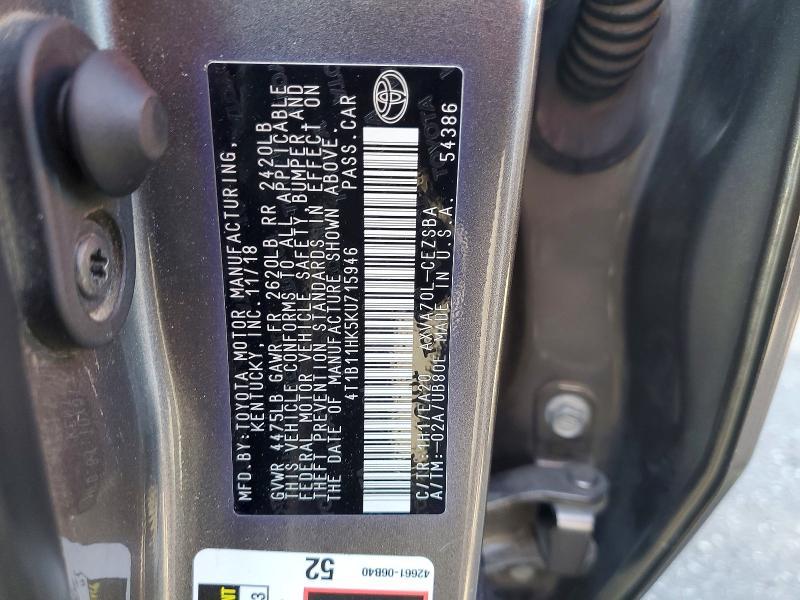 MFD.BY:TOYOTA MOTOR MANUFACTURING,
KENTUCKY, INC. 11/18
GVWR 4475LB GAWR FR 2620LB RR 2420LB
THIS VEHICLE CONFORMS TO ALL APPLICABLE
FEDERAL MOTOR VEHICLE SAFETY, BUMPER AND
THEFT PREVENTION STANDARDS IN EFFECT ON
THE DATE OF MANUFACTURE SHOWN ABOVE.
4T1B11HK5KU715946 PASS.CAR
C/TR:1H1/EA20 AXVA70L-CEZSBA
A/TM:-02A/UB80E MADE IN U.S.A. 54386
TOYOTA
52
42661-06B40